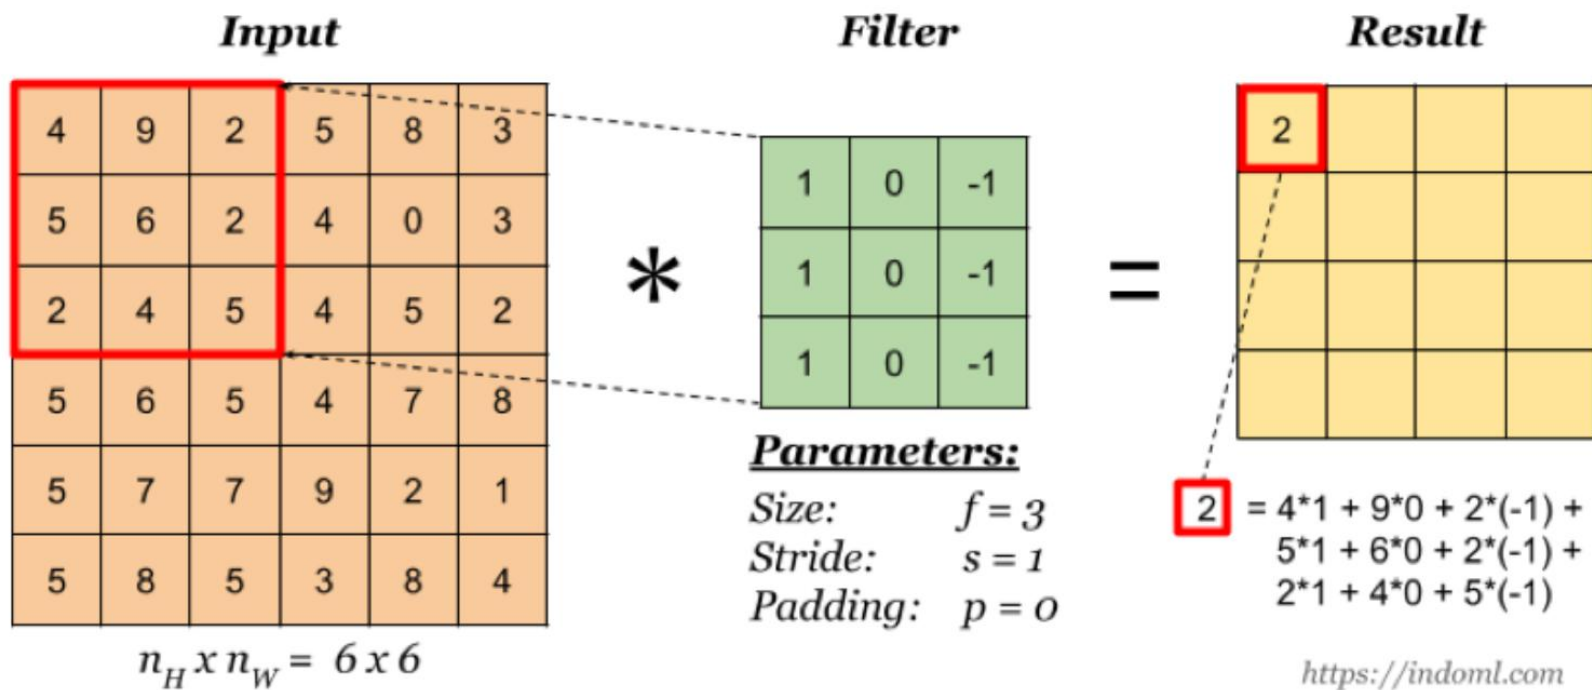 Input
4 9 2 5 8 3
5 6 2 4 0 3
2 4 5 4 5 2
5 6 5 4 7 8
5 7 7 9 2 1
5 8 5 3 8 4
n_H x n_W = 6 x 6
*
Filter
1 0 -1
1 0 -1
1 0 -1
Parameters:
Size: f = 3
Stride: s = 1
Padding: p = 0
=
Result
2
2 = 4*1 + 9*0 + 2*(-1) +
5*1 + 6*0 + 2*(-1) +
2*1 + 4*0 + 5*(-1)
https://indoml.com